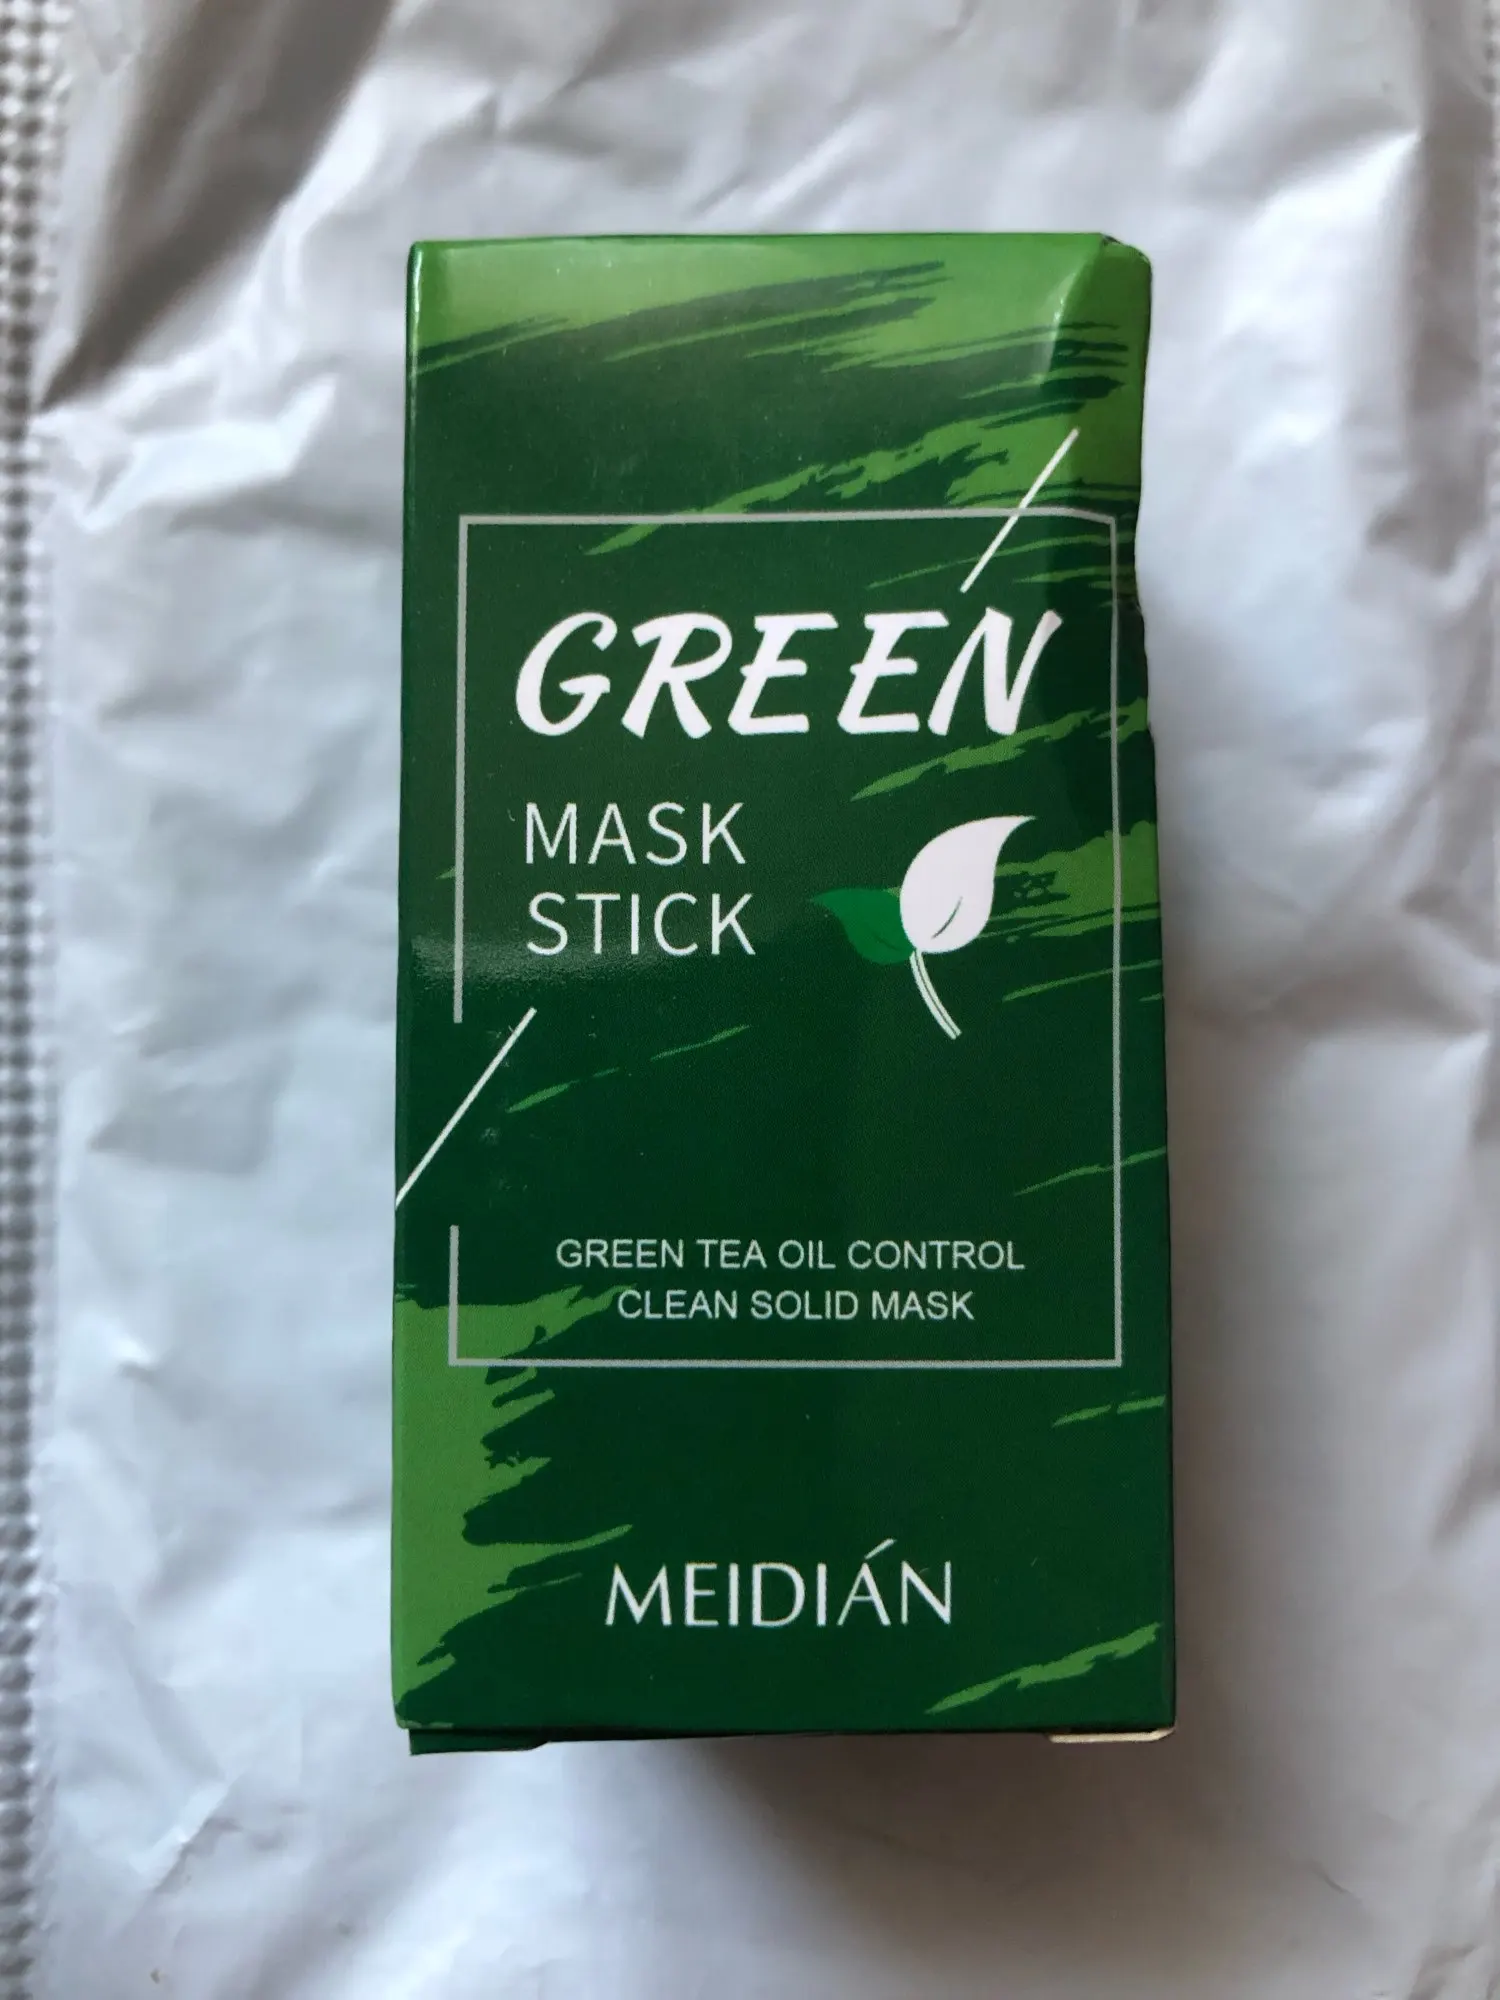 GREEN
MASK
STICK
GREEN TEA OIL CONTROL
CLEAN SOLID MASK
MEIDIÁN